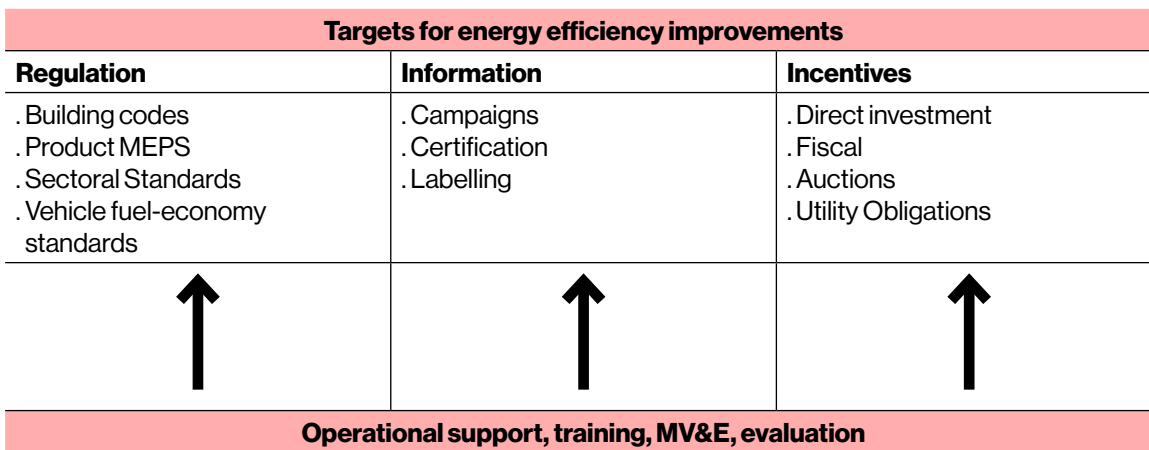 Targets for energy efficiency improvements
Regulation
Information
Incentives
. Building codes
. Product MEPS
. Sectoral Standards
. Vehicle fuel-economy
standards
. Campaigns
. Certification
. Labelling
. Direct investment
. Fiscal
. Auctions
. Utility Obligations
Operational support, training, MV&E, evaluation